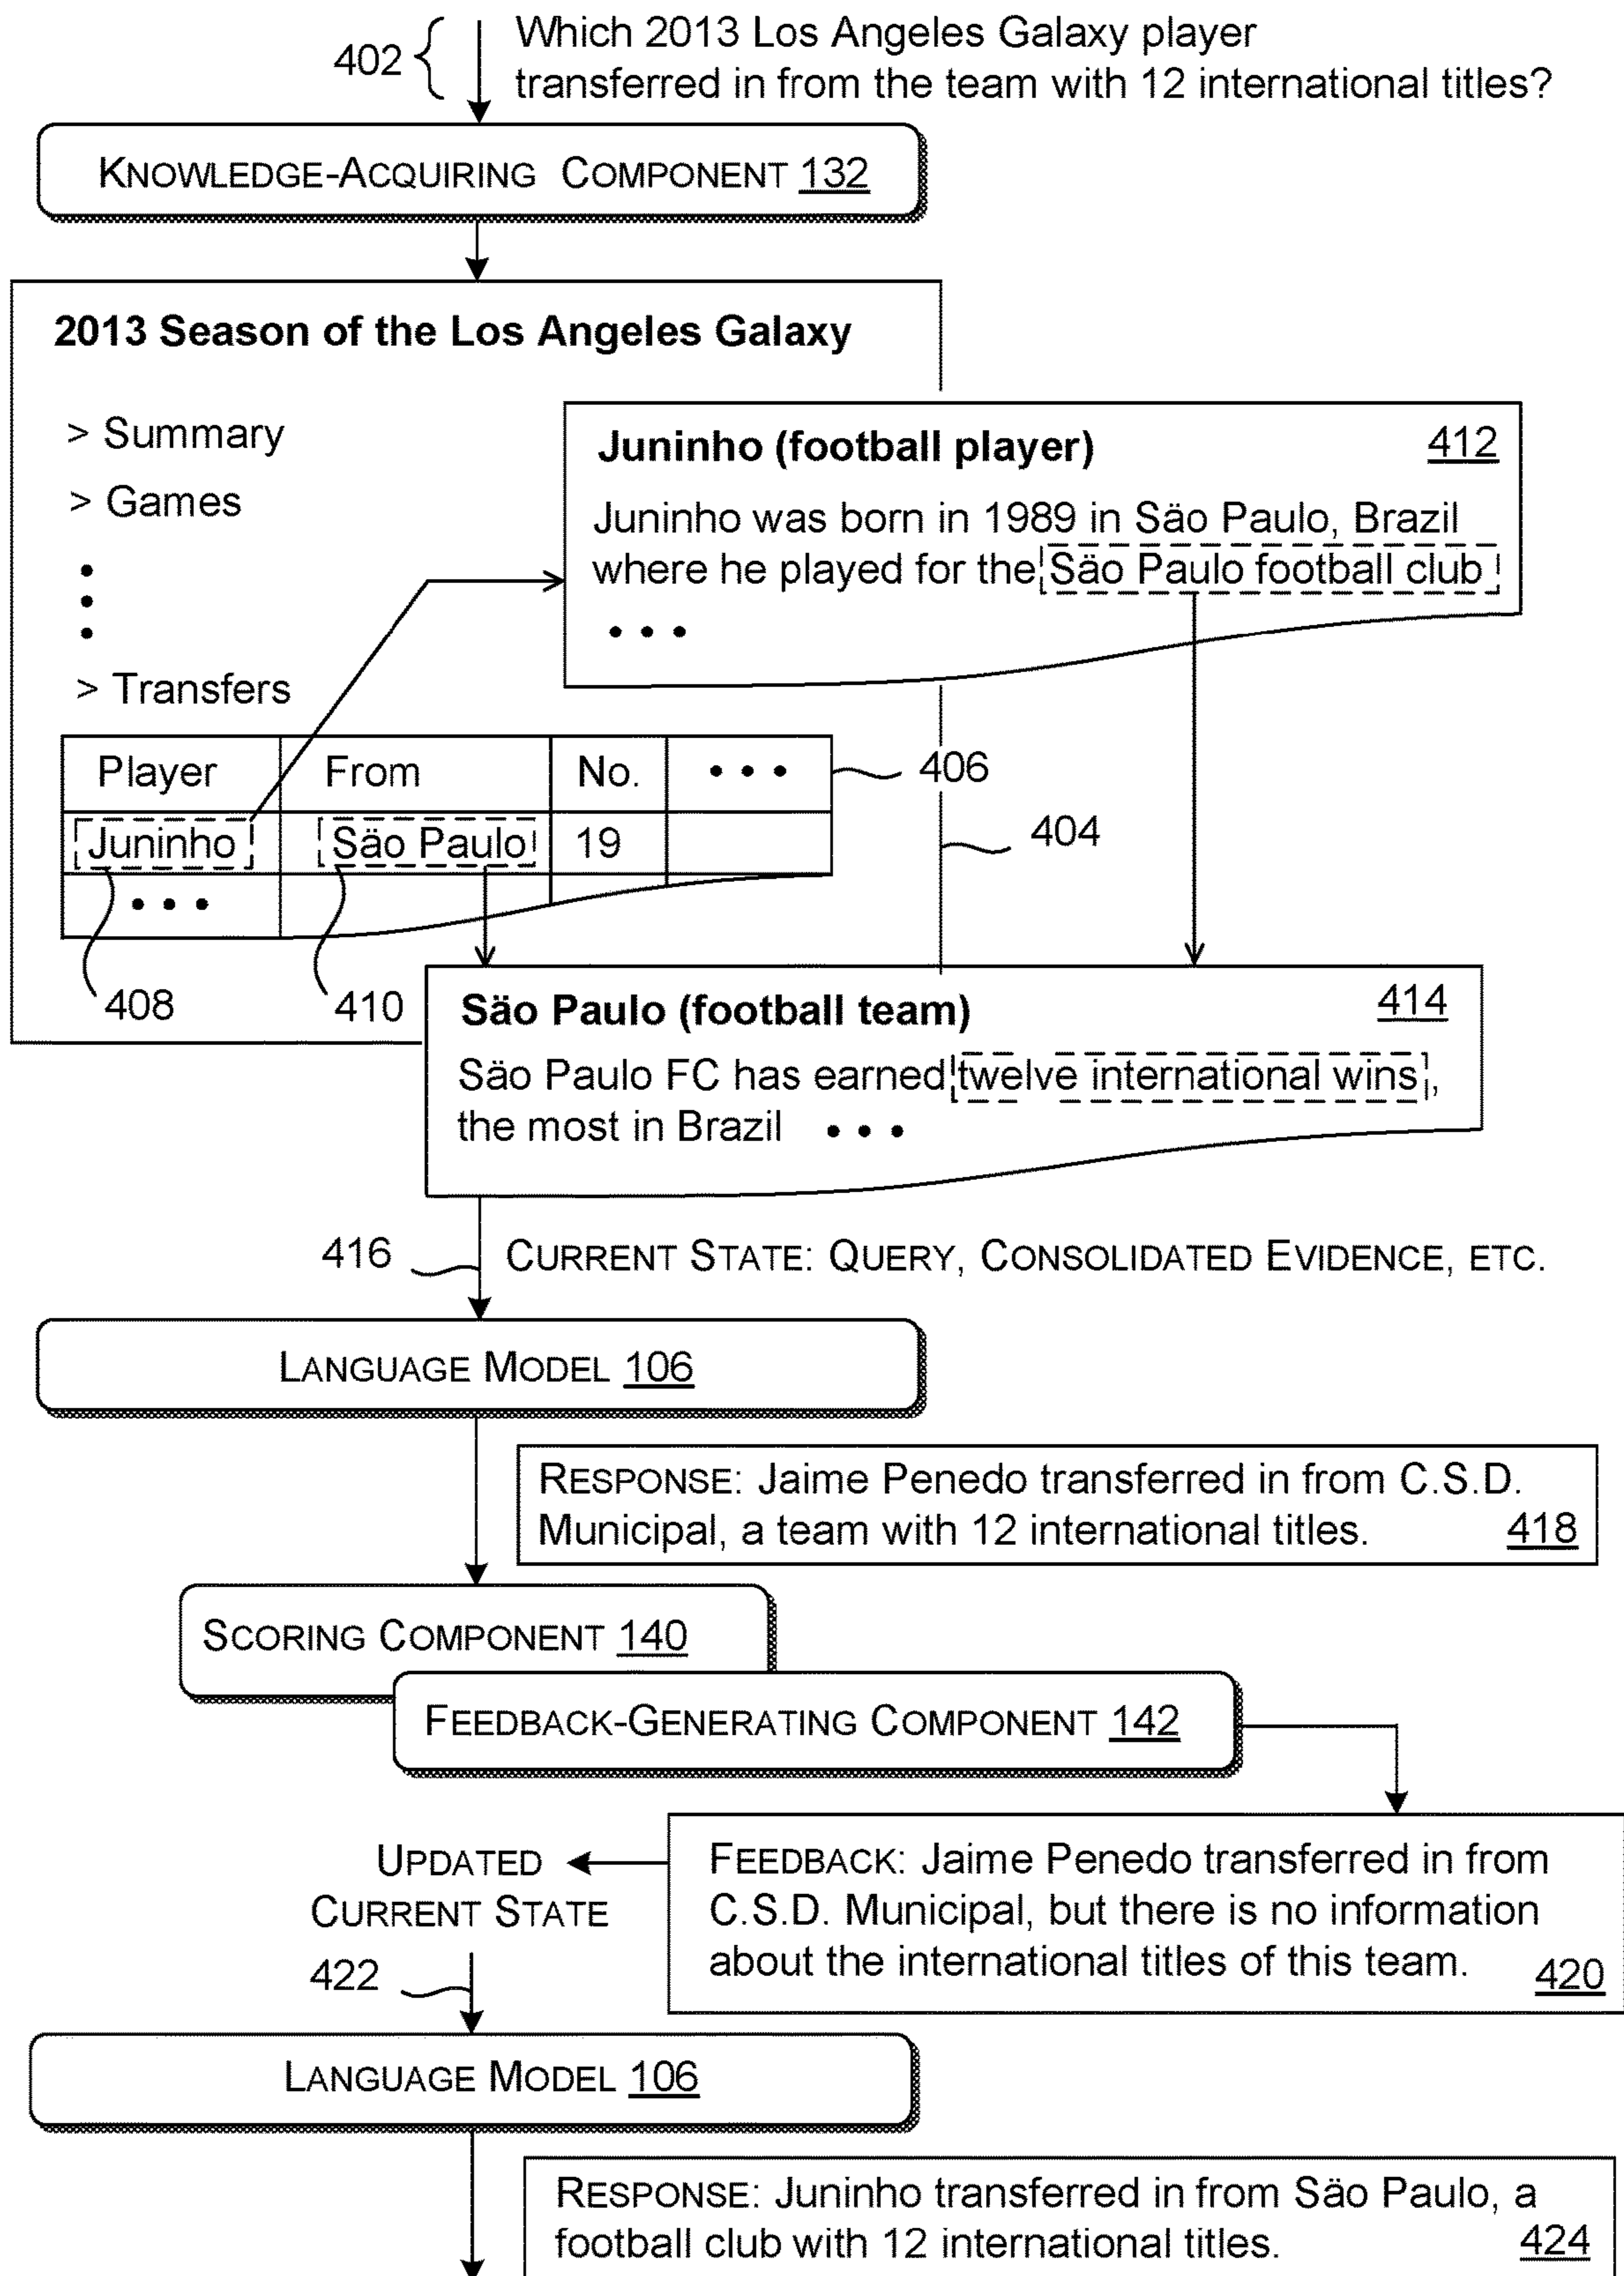 402
Which 2013 Los Angeles Galaxy player
transferred in from the team with 12 international titles?
KNOWLEDGE-ACQUIRING COMPONENT 132
2013 Season of the Los Angeles Galaxy
> Summary
> Games
> Transfers
Juninho (football player) 412
Juninho was born in 1989 in Säo Paulo, Brazil
where he played for the Säo Paulo football club
• • •
Player From No. • • • 406
Juninho Säo Paulo 19
404
• • •
408 410
Säo Paulo (football team) 414
Säo Paulo FC has earned twelve international wins,
the most in Brazil • • •
416 CURRENT STATE: QUERY, CONSOLIDATED EVIDENCE, ETC.
LANGUAGE MODEL 106
RESPONSE: Jaime Penedo transferred in from C.S.D.
Municipal, a team with 12 international titles. 418
SCORING COMPONENT 140
FEEDBACK-GENERATING COMPONENT 142
UPDATED
CURRENT STATE
FEEDBACK: Jaime Penedo transferred in from
C.S.D. Municipal, but there is no information
about the international titles of this team. 420
422
LANGUAGE MODEL 106
RESPONSE: Juninho transferred in from Säo Paulo, a
football club with 12 international titles. 424